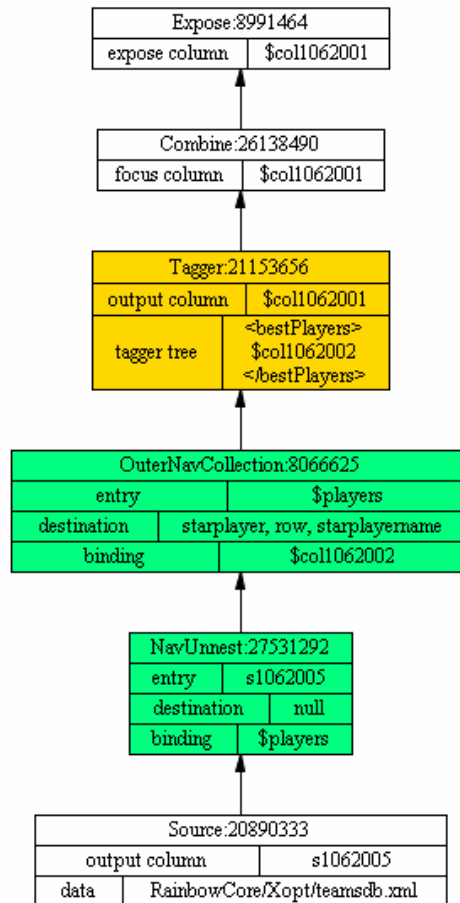 Expose:8991464
expose column $col1062001
Combine:26138490
focus column $col1062001
Tagger:21153656
output column $col1062001
tagger tree <bestPlayers>
$col1062002
</bestPlayers>
OuterNavCollection:8066625
entry $players
destination starplayer, row, starplayername
binding $col1062002
NavUnnest:27531292
entry s1062005
destination null
binding $players
Source:20890333
output column s1062005
data RainbowCore/Xopt/teamsdb.xml